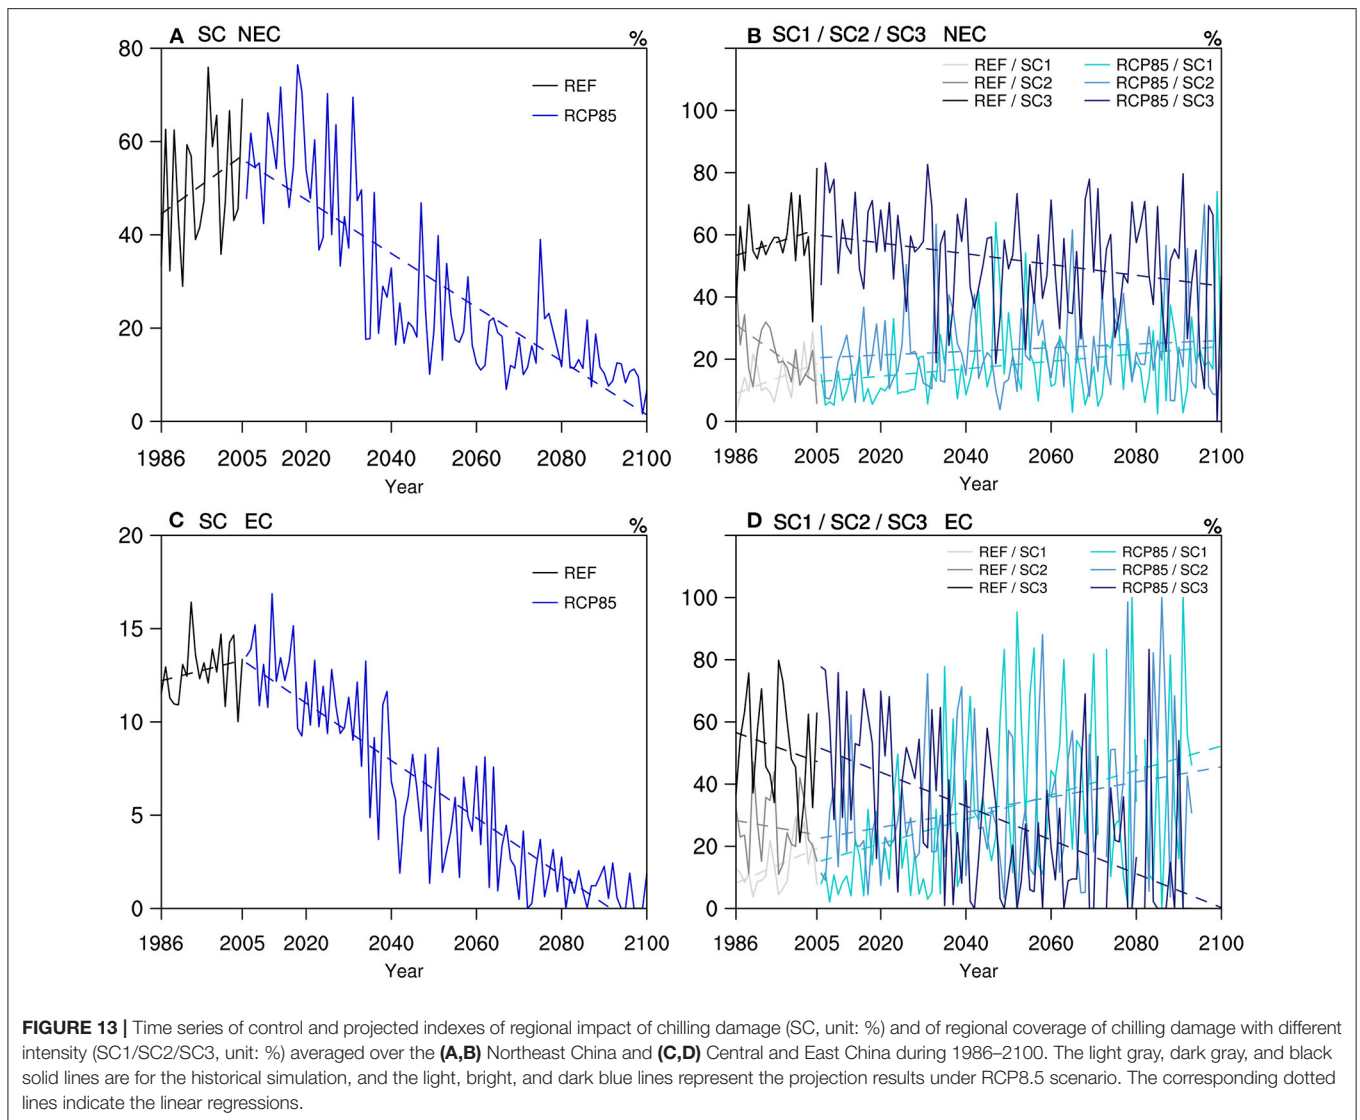 A SC NEC
%
80
60
40
20
0
REF
RCP85
1986 2005 2020 2040 2060 2080 2100
Year
B SC1 / SC2 / SC3 NEC
%
REF / SC1 RCP85 / SC1
REF / SC2 RCP85 / SC2
REF / SC3 RCP85 / SC3
100
80
60
40
20
0
1986 2005 2020 2040 2060 2080 2100
Year
C SC EC
%
20
15
10
5
0
REF
RCP85
1986 2005 2020 2040 2060 2080 2100
Year
D SC1 / SC2 / SC3 EC
%
REF / SC1 RCP85 / SC1
REF / SC2 RCP85 / SC2
REF / SC3 RCP85 / SC3
100
80
60
40
20
0
1986 2005 2020 2040 2060 2080 2100
Year
FIGURE 13 | Time series of control and projected indexes of regional impact of chilling damage (SC, unit: %) and of regional coverage of chilling damage with different
intensity (SC1/SC2/SC3, unit: %) averaged over the (A,B) Northeast China and (C,D) Central and East China during 1986–2100. The light gray, dark gray, and black
solid lines are for the historical simulation, and the light, bright, and dark blue lines represent the projection results under RCP8.5 scenario. The corresponding dotted
lines indicate the linear regressions.